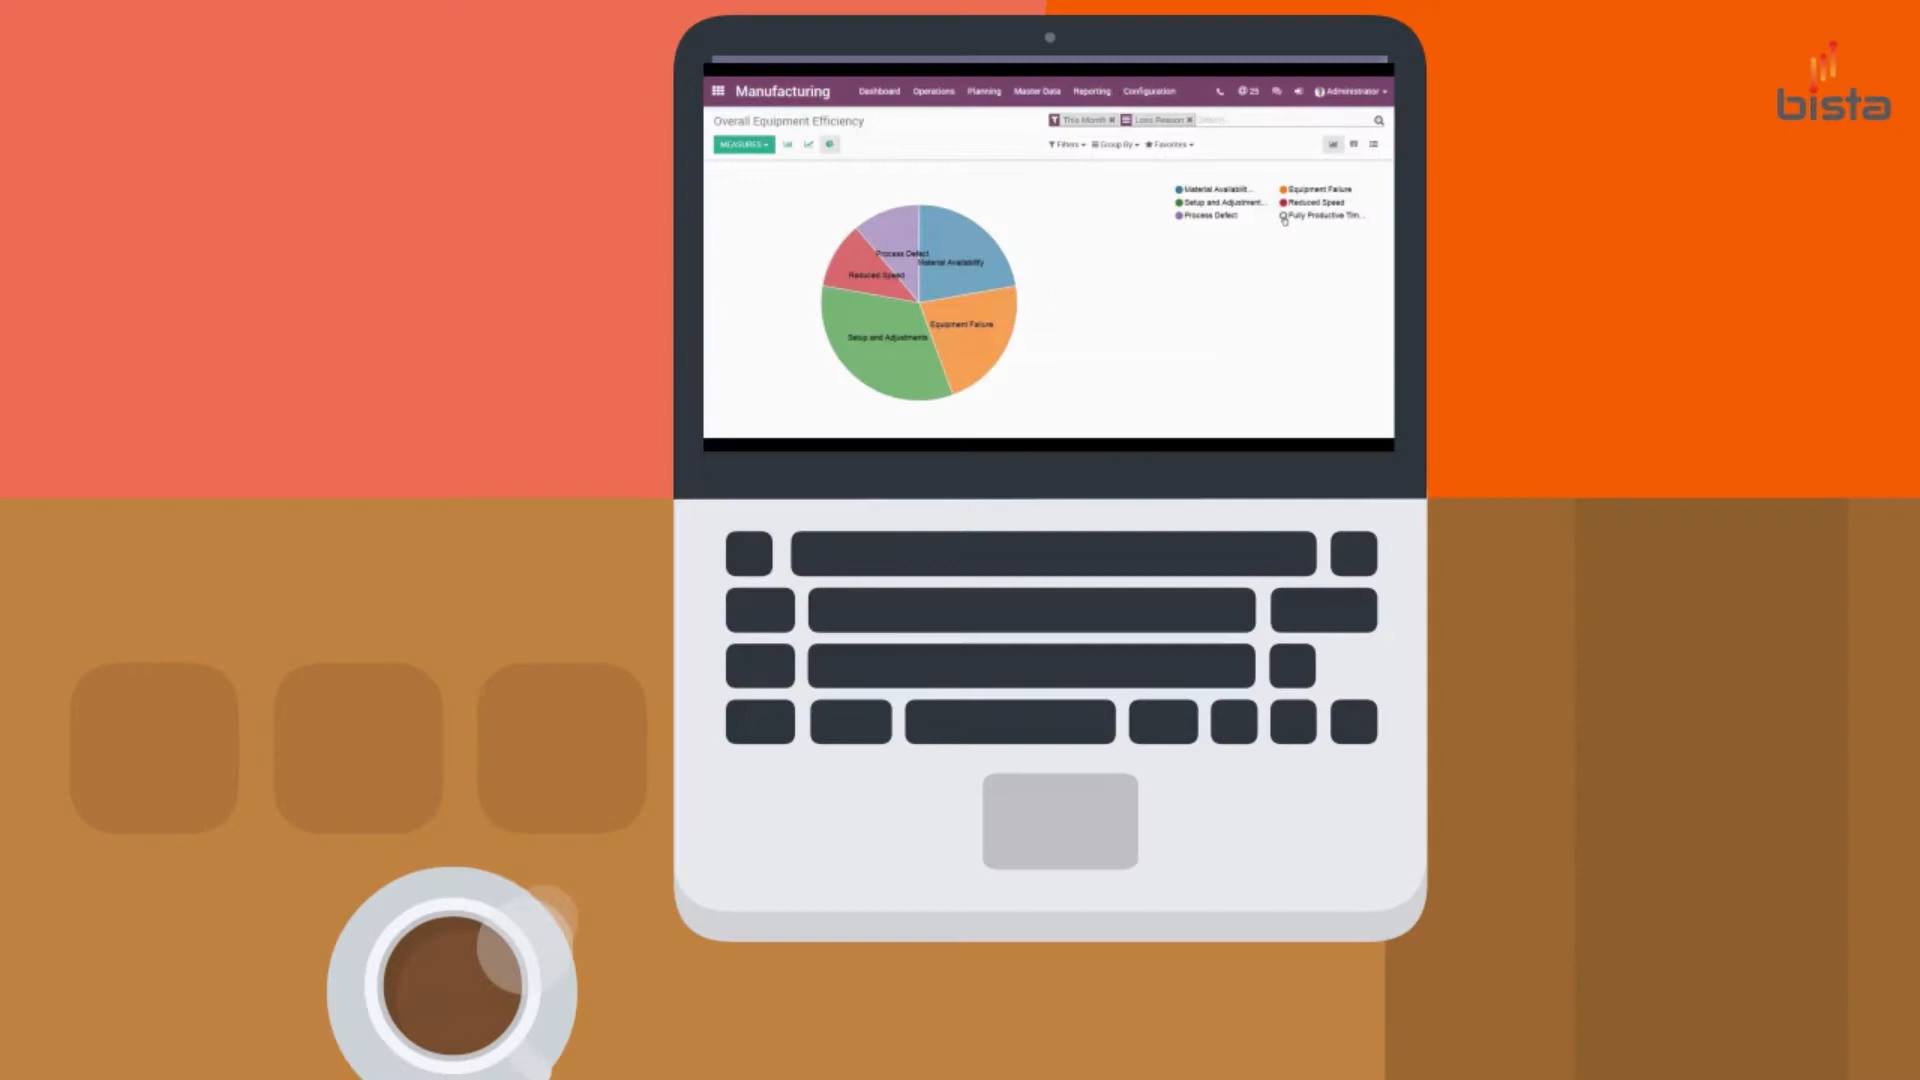 bista
Manufacturing Dashboard Operations Planning Master Data Reporting Configuration 25 Administrator
Overall Equipment Efficiency This Month Loss Reason Search...
MEASURES Filters Group By Favorites
Material Availabilit... Equipment Failure
Setup and Adjustment... Reduced Speed
Process Defect Fully Productive Tim...
Process Defect
Material Availability
Reduced Speed
Equipment Failure
Setup and Adjustments